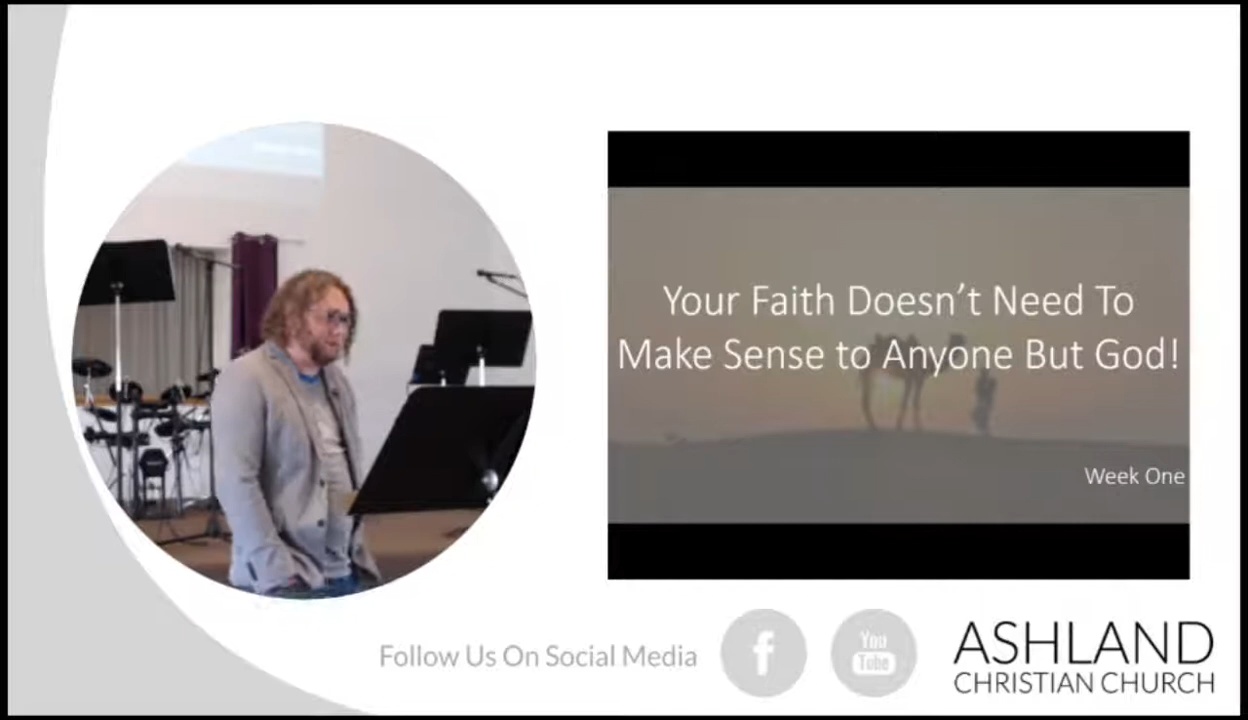 Your Faith Doesn't Need To
Make Sense to Anyone But God!
Week One
Follow Us On Social Media
f
You
Tube
ASHLAND
CHRISTIAN CHURCH